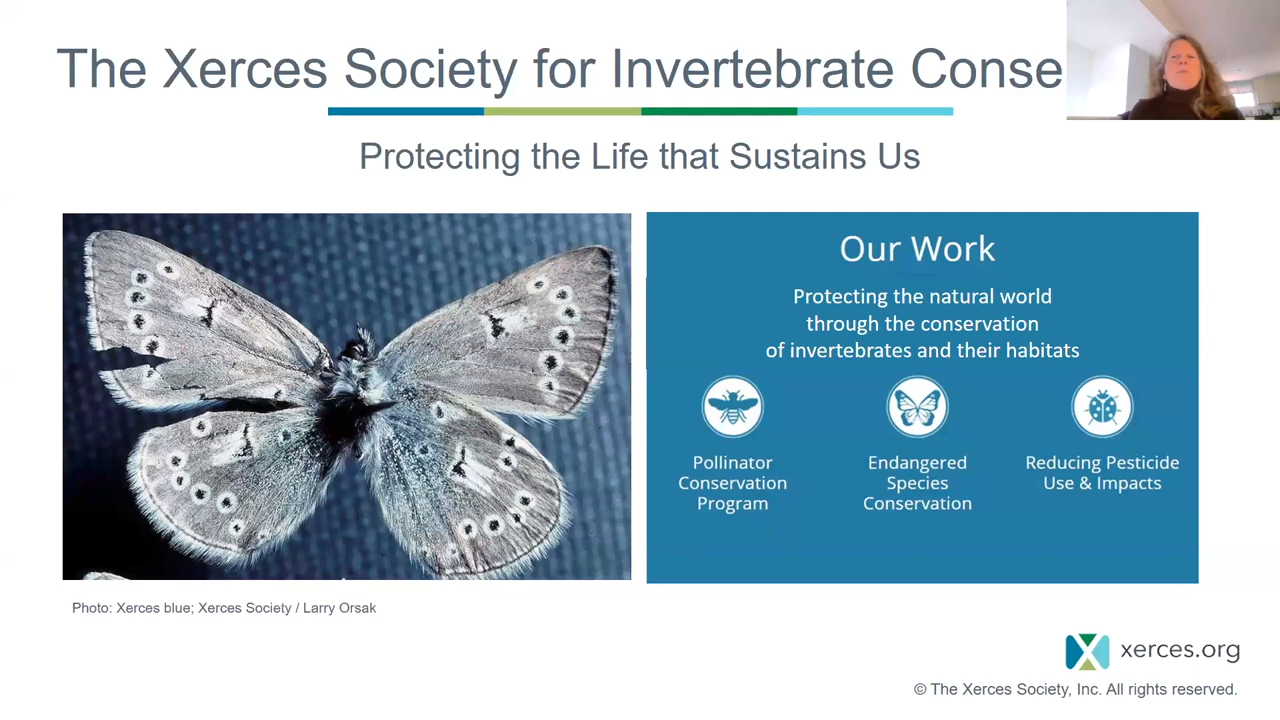 The Xerces Society for Invertebrate Conse
Protecting the Life that Sustains Us
Our Work
Protecting the natural world
through the conservation
of invertebrates and their habitats
Pollinator
Conservation
Program
Endangered
Species
Conservation
Reducing Pesticide
Use & Impacts
Photo: Xerces blue; Xerces Society / Larry Orsak
xerces.org
© The Xerces Society, Inc. All rights reserved.